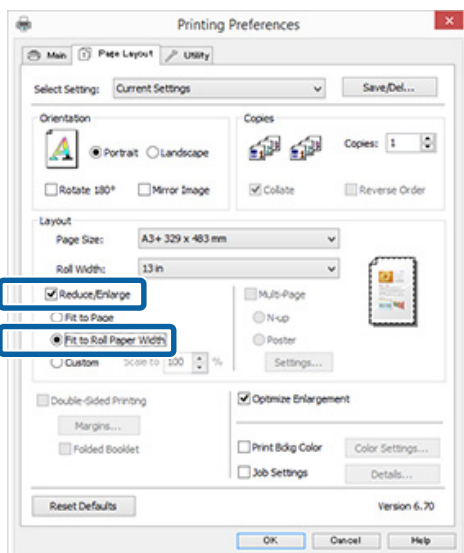 Printing Preferences
Main Page Layout Utility
Select Setting: Current Settings Save/Del...
Orientation Copies
Portrait Landscape Copies: 1
Rotate 180° Mirror Image Collate Reverse Order
Layout
Page Size: A3+ 329 x 483 mm
Roll Width: 13 in
Reduce/Enlarge Multi-Page
Fit to Page N-up
Fit to Roll Paper Width Poster
Custom Scale to 100 % Settings...
Double-Sided Printing Optimize Enlargement
Margins...
Folded Booklet Print Bckg Color Color Settings...
Job Settings Details...
Reset Defaults Version 6.70
OK Cancel Help